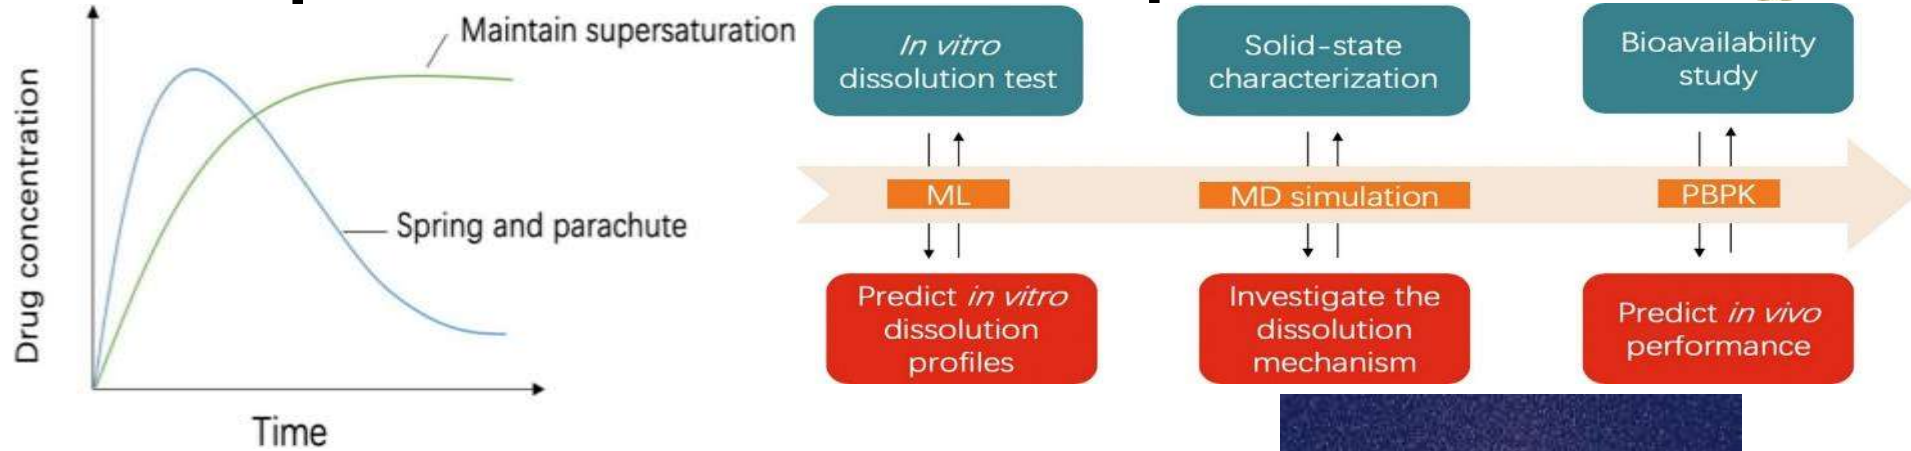 Maintain supersaturation
Spring and parachute
Drug concentration
Time
In vitro
dissolution test
Solid-state
characterization
Bioavailability
study
ML
MD simulation
PBPK
Predict in vitro
dissolution
profiles
Investigate the
dissolution
mechanism
Predict in vivo
performance